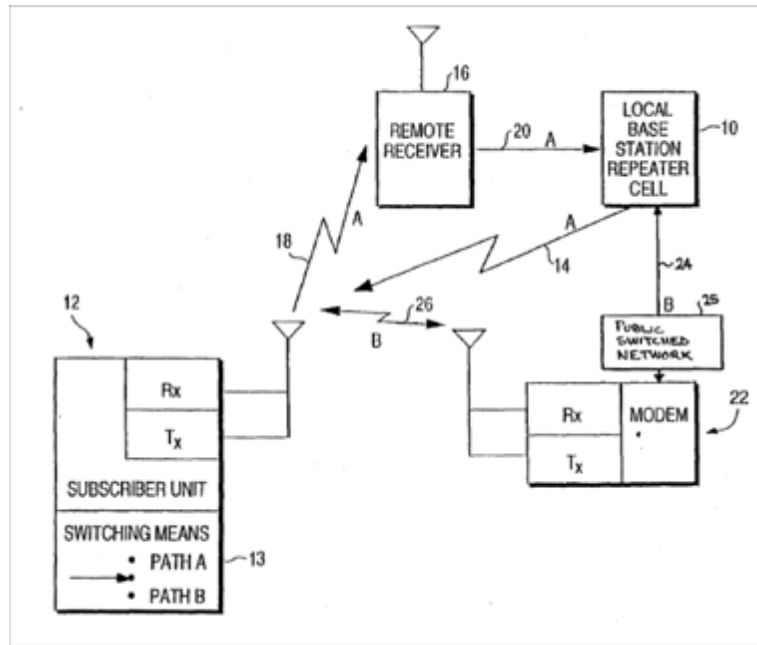 16
REMOTE
RECEIVER
20
A
LOCAL
BASE
STATION
REPEATER
CELL
10
18
A
A
14
24
B
25
PUBLIC
SWITCHED
NETWORK
12
26
B
Rx
Tx
SUBSCRIBER UNIT
SWITCHING MEANS
• PATH A
•
• PATH B
13
Rx
Tx
MODEM
22